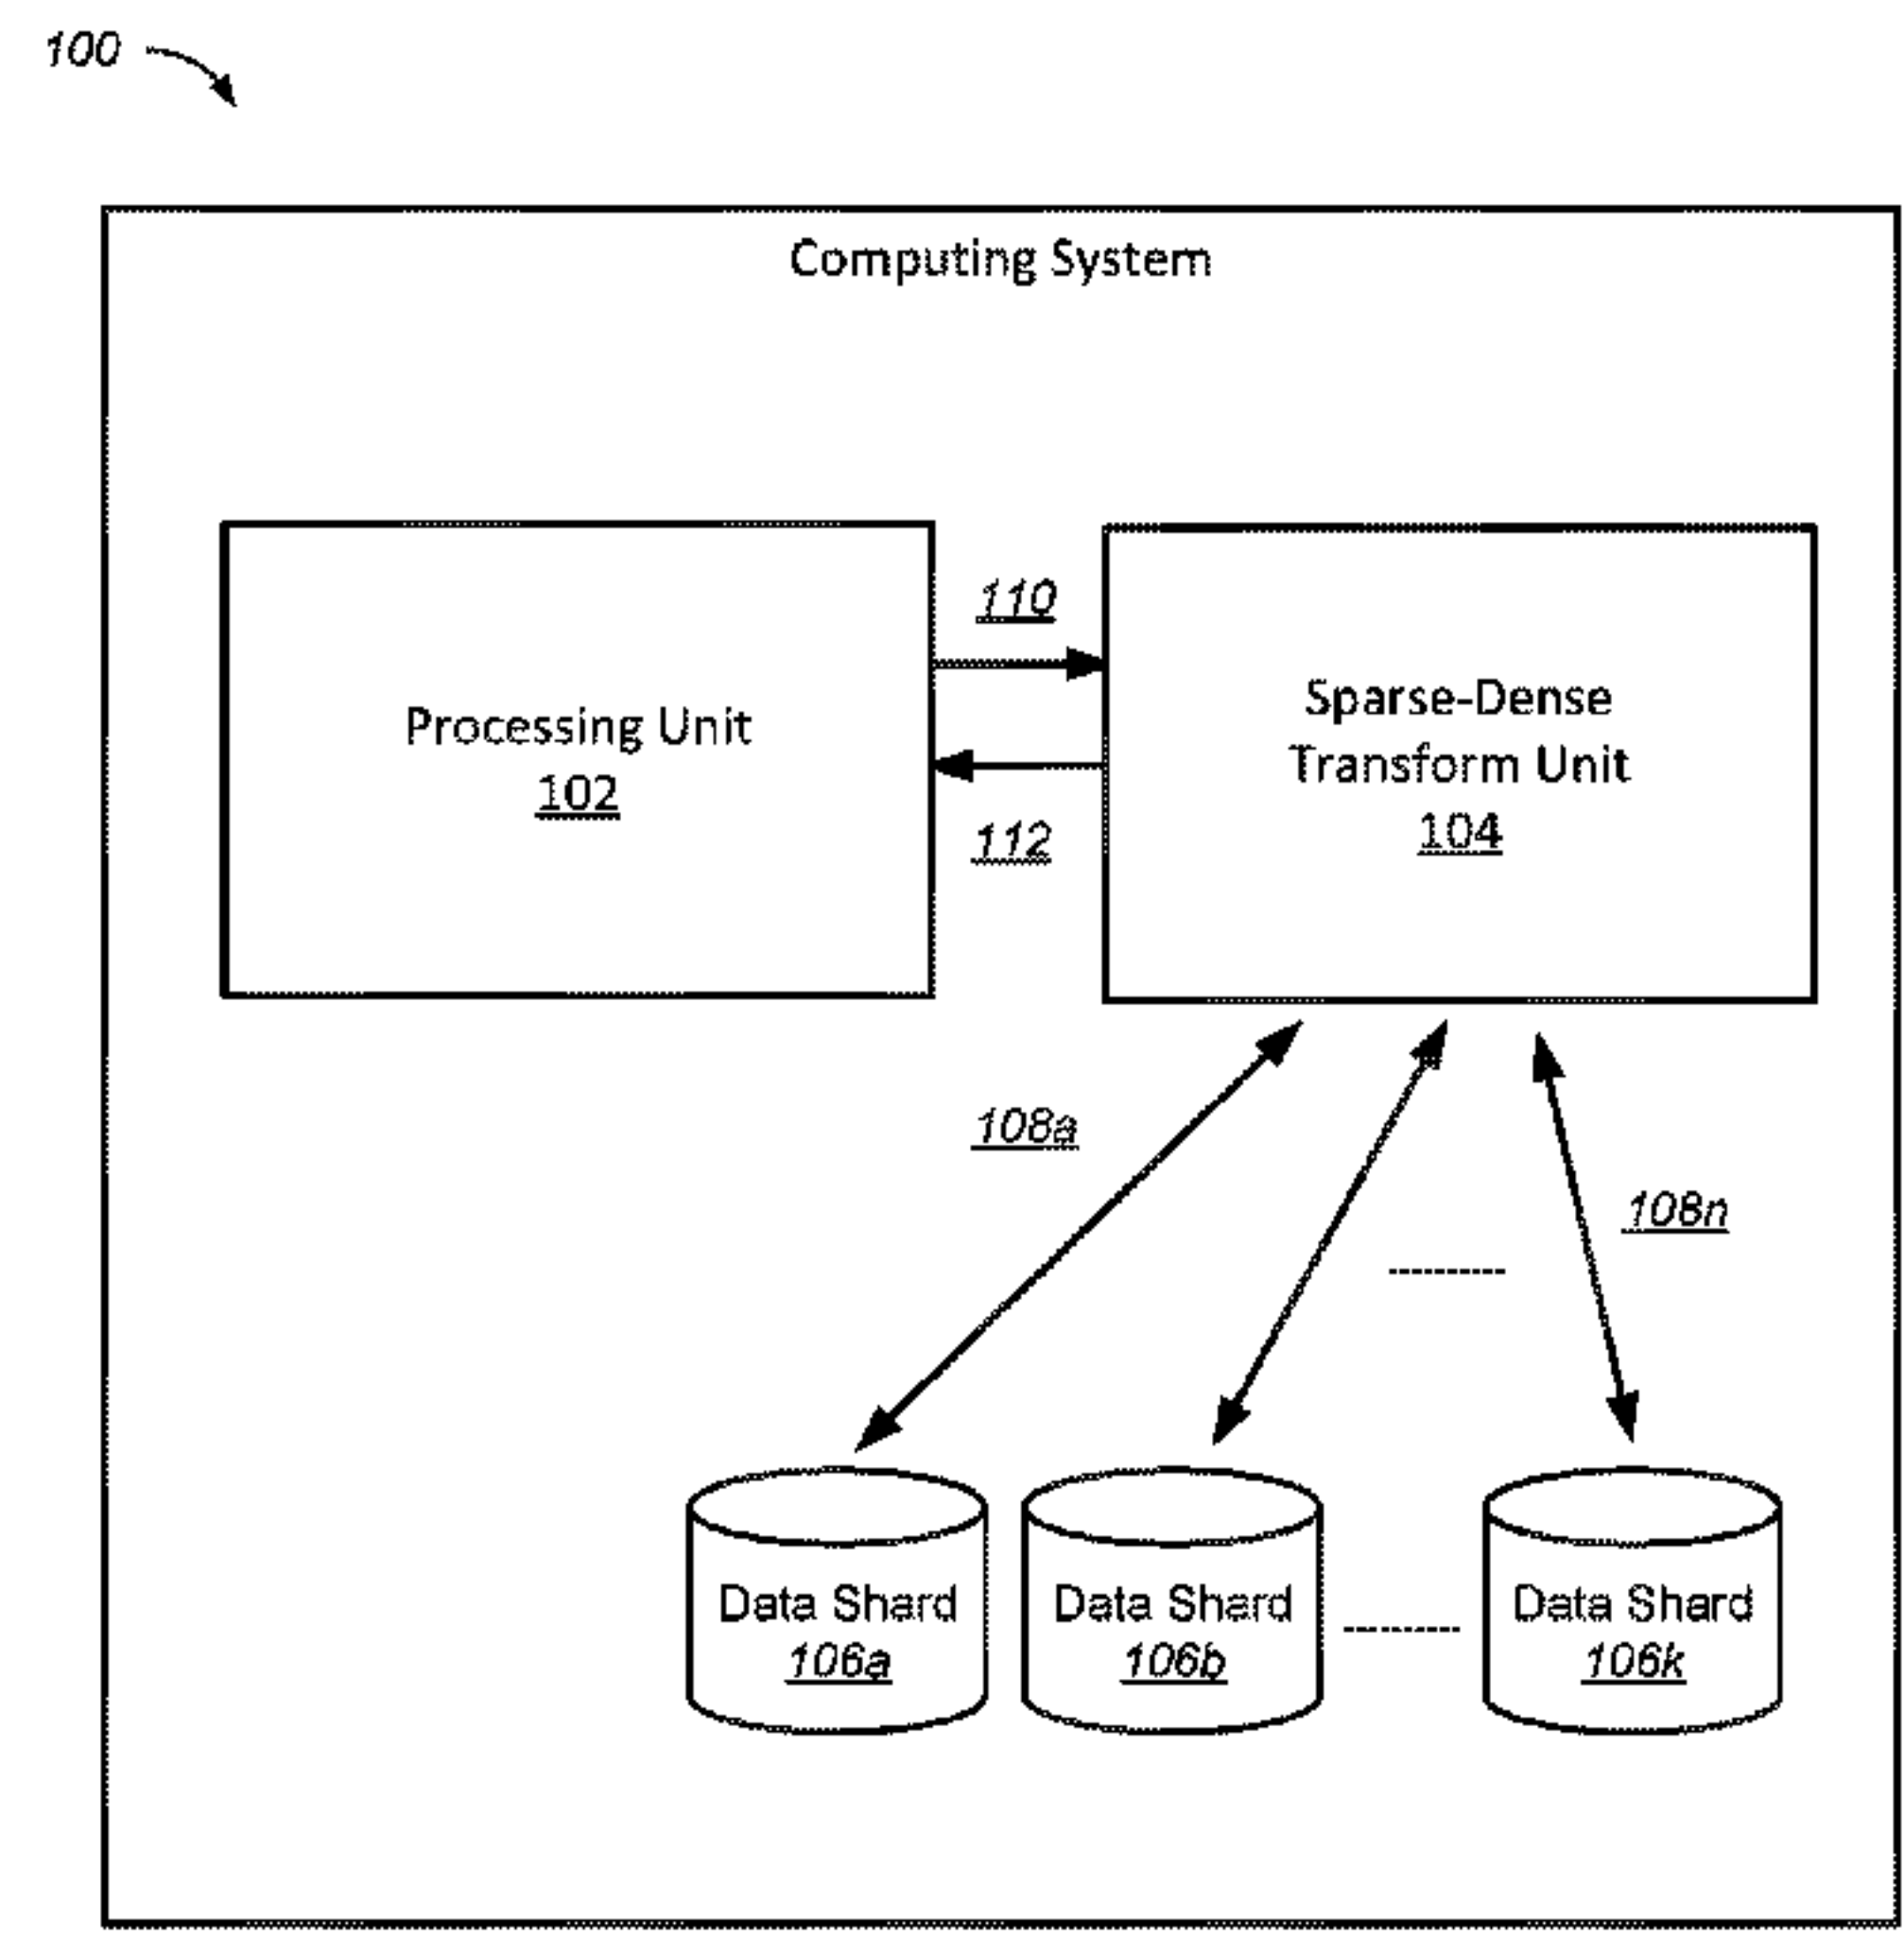 100
Computing System
110
Processing Unit
102
Sparse-Dense
Transform Unit
104
112
108a
108n
Data Shard
106a
Data Shard
106b
Data Shard
106k